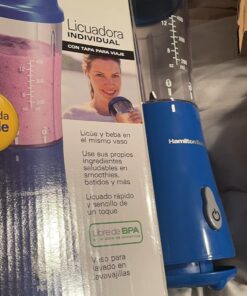 Licuadora
INDIVIDUAL
CON TAPA PARA VIAJE
Licúe y beba en
el mismo vaso
Use sus propios
ingredientes
saludables en
smoothies,
batidos y más
Licuado rápido
y sencillo de
un toque
Libre de BPA
Vaso para
lavado en
lavavajillas
Hamilton Beach